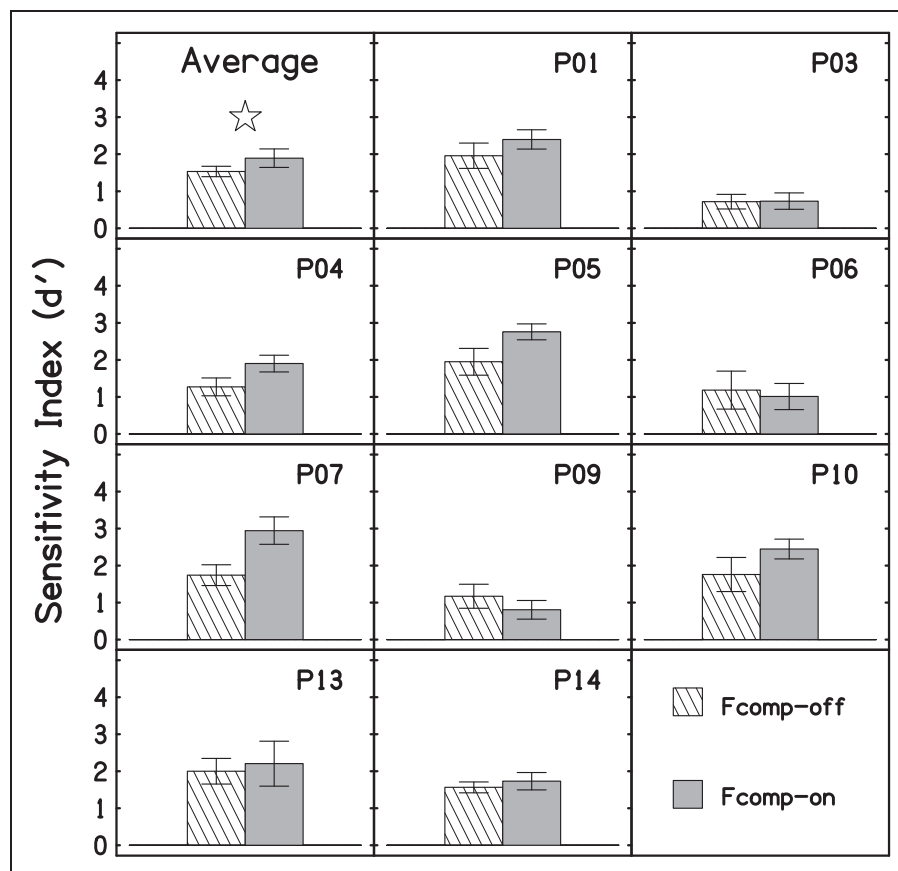 Sensitivity Index (d′)
Average
P01
P03
4
3
2
1
0
P04
P05
P06
4
3
2
1
0
P07
P09
P10
4
3
2
1
0
P13
P14
4
3
2
1
0
Fcomp-off
Fcomp-on